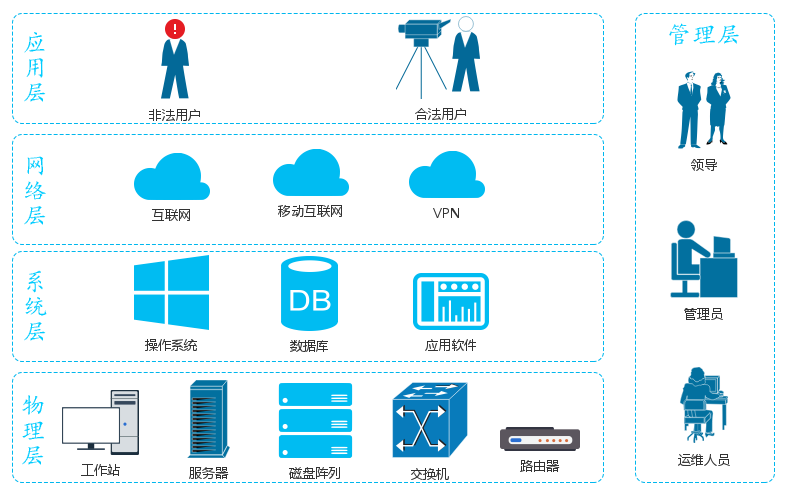 应用层
非法用户
合法用户
网络层
互联网
移动互联网
VPN
系统层
DB
操作系统
数据库
应用软件
物理层
工作站
服务器
磁盘阵列
交换机
路由器
管理层
领导
管理员
运维人员